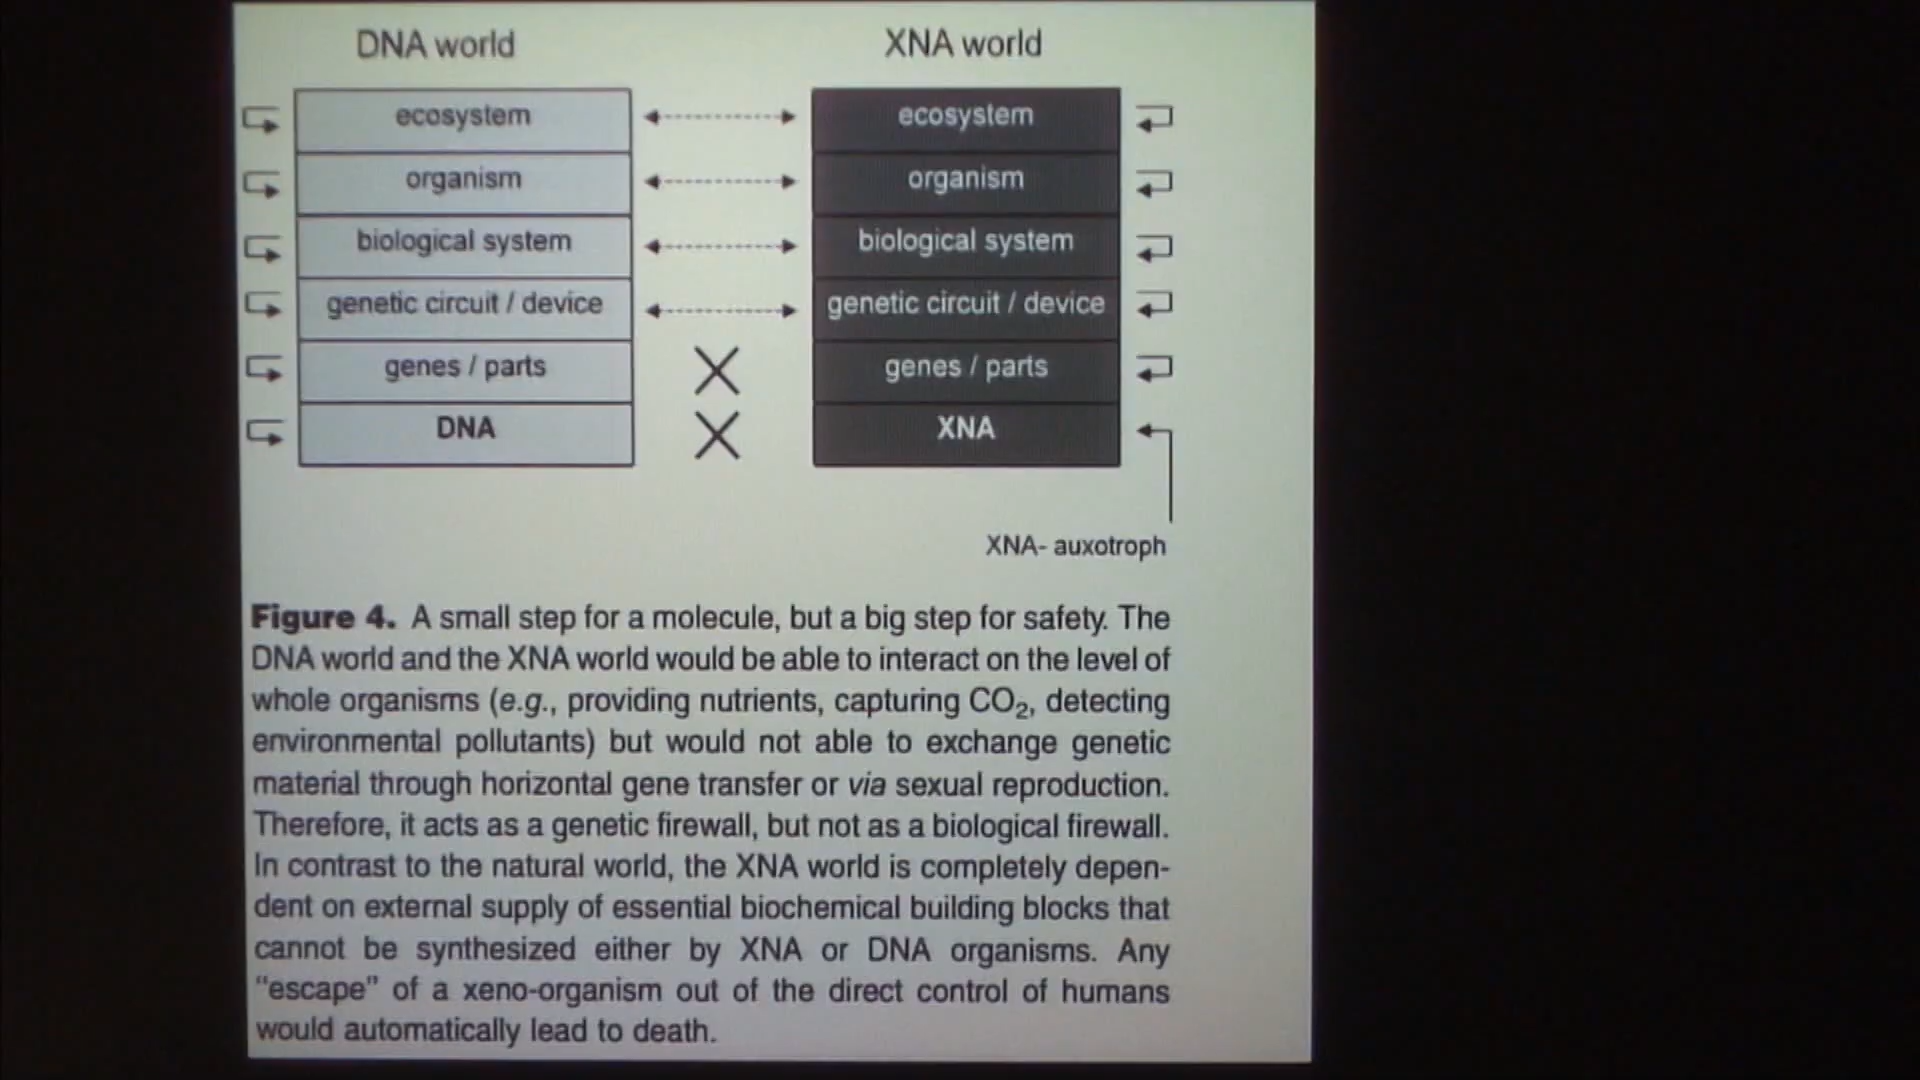 DNA world
XNA world
ecosystem
ecosystem
organism
organism
biological system
biological system
genetic circuit / device
genetic circuit / device
genes / parts
genes / parts
DNA
XNA
XNA- auxotroph
Figure 4. A small step for a molecule, but a big step for safety. The
DNA world and the XNA world would be able to interact on the level of
whole organisms (e.g., providing nutrients, capturing CO₂, detecting
environmental pollutants) but would not able to exchange genetic
material through horizontal gene transfer or via sexual reproduction.
Therefore, it acts as a genetic firewall, but not as a biological firewall.
In contrast to the natural world, the XNA world is completely depen-
dent on external supply of essential biochemical building blocks that
cannot be synthesized either by XNA or DNA organisms. Any
“escape” of a xeno-organism out of the direct control of humans
would automatically lead to death.